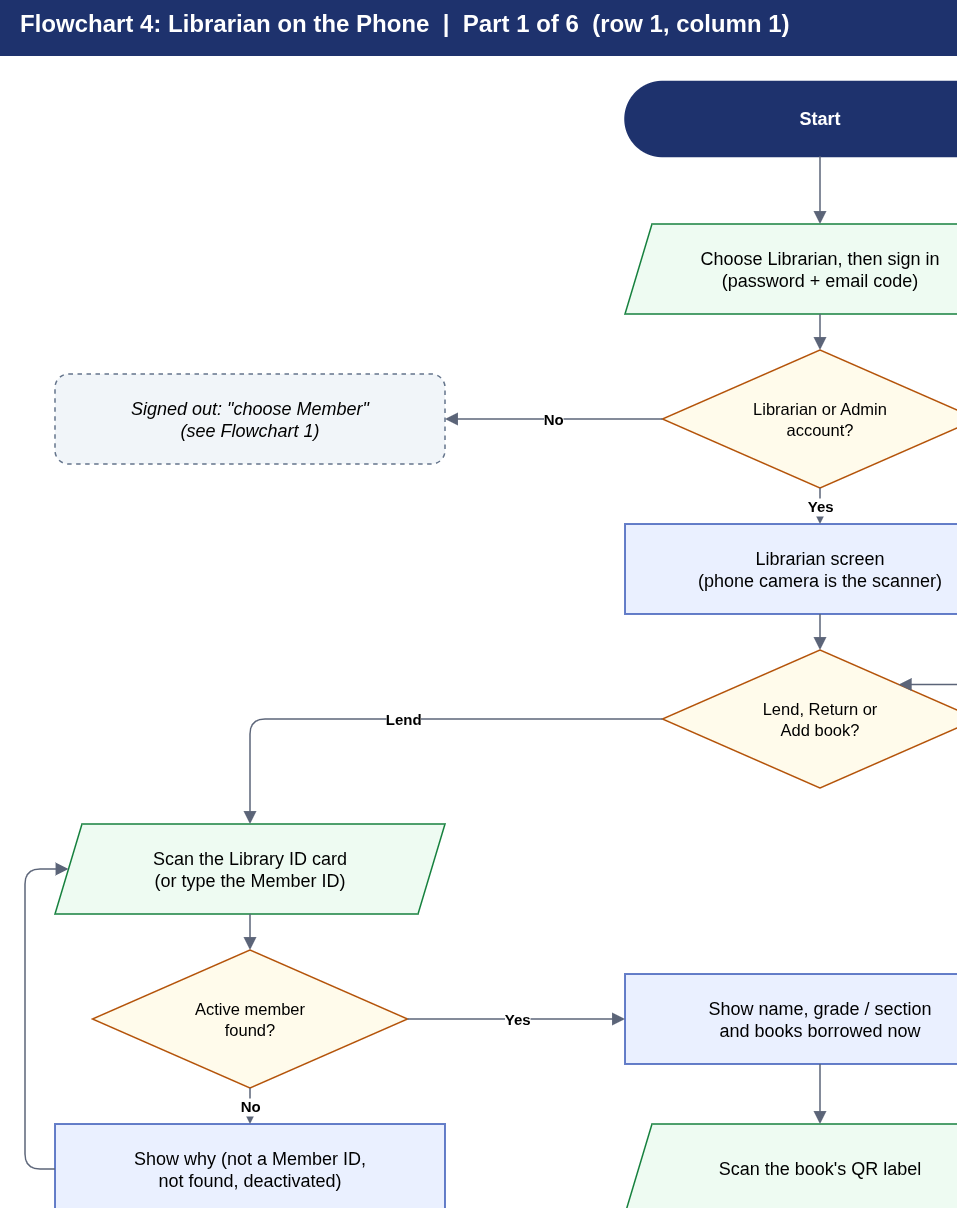 Flowchart 4: Librarian on the Phone | Part 1 of 6 (row 1, column 1)
Start
Choose Librarian, then sign in
(password + email code)
Librarian or Admin
account?
No
Signed out: "choose Member"
(see Flowchart 1)
Yes
Librarian screen
(phone camera is the scanner)
Lend, Return or
Add book?
Lend
Scan the Library ID card
(or type the Member ID)
Active member
found?
Yes
Show name, grade / section
and books borrowed now
No
Show why (not a Member ID,
not found, deactivated)
Scan the book's QR label